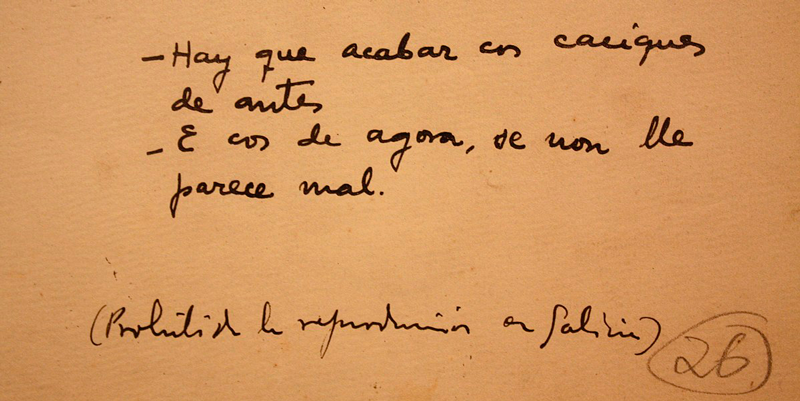 - Hay que acabar cos caciques
de antes
- E cos de agora, se non lle
parece mal.
(Prohibida la reproducción en Galicia)
26